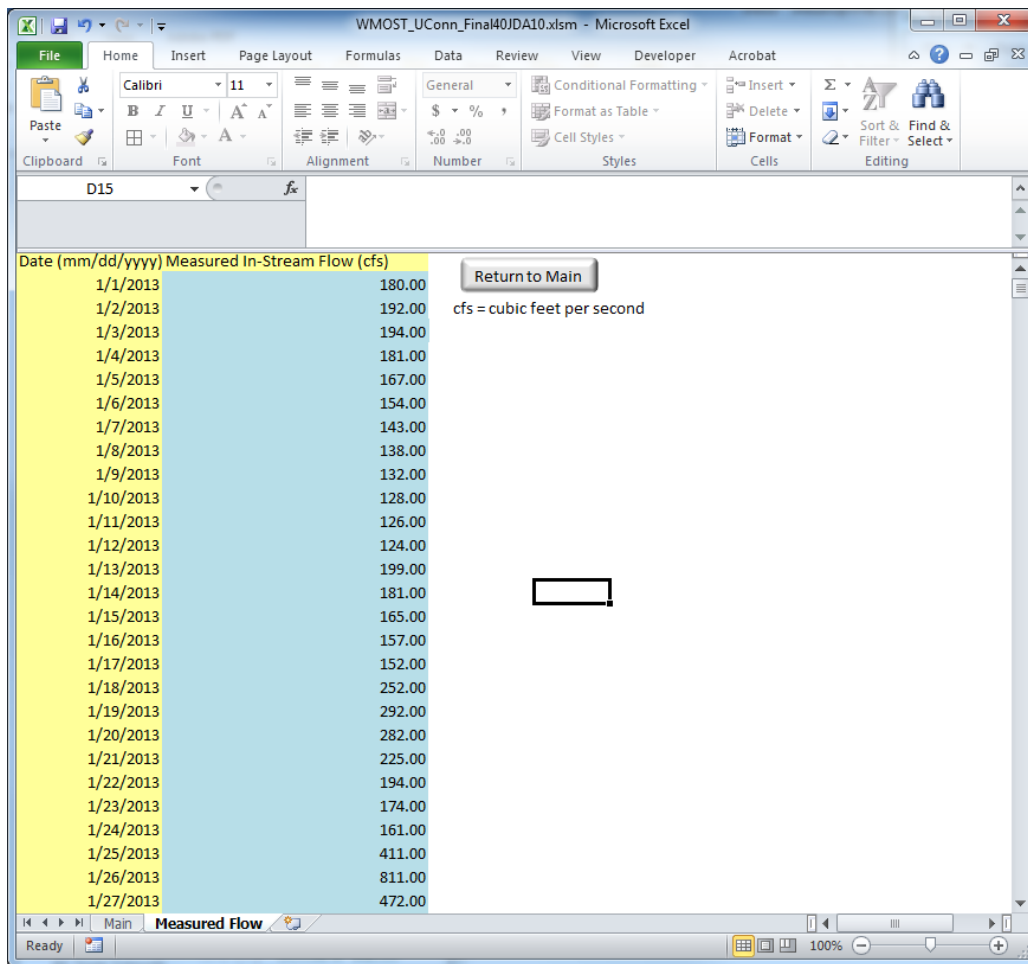 WMOST_UConn_Final40JDA10.xlsm - Microsoft Excel
File Home Insert Page Layout Formulas Data Review View Developer Acrobat
Calibri 11 General Conditional Formatting Insert Σ
Paste B I U A A $ % , Format as Table Delete Sort & Filter Find & Select
A .0 .00 .00 .0 Cell Styles Format
Clipboard Font Alignment Number Styles Cells Editing
D15 fx
Date (mm/dd/yyyy) Measured In-Stream Flow (cfs) Return to Main
1/1/2013 180.00
1/2/2013 192.00 cfs = cubic feet per second
1/3/2013 194.00
1/4/2013 181.00
1/5/2013 167.00
1/6/2013 154.00
1/7/2013 143.00
1/8/2013 138.00
1/9/2013 132.00
1/10/2013 128.00
1/11/2013 126.00
1/12/2013 124.00
1/13/2013 199.00
1/14/2013 181.00
1/15/2013 165.00
1/16/2013 157.00
1/17/2013 152.00
1/18/2013 252.00
1/19/2013 292.00
1/20/2013 282.00
1/21/2013 225.00
1/22/2013 194.00
1/23/2013 174.00
1/24/2013 161.00
1/25/2013 411.00
1/26/2013 811.00
1/27/2013 472.00
Main Measured Flow
Ready 100%